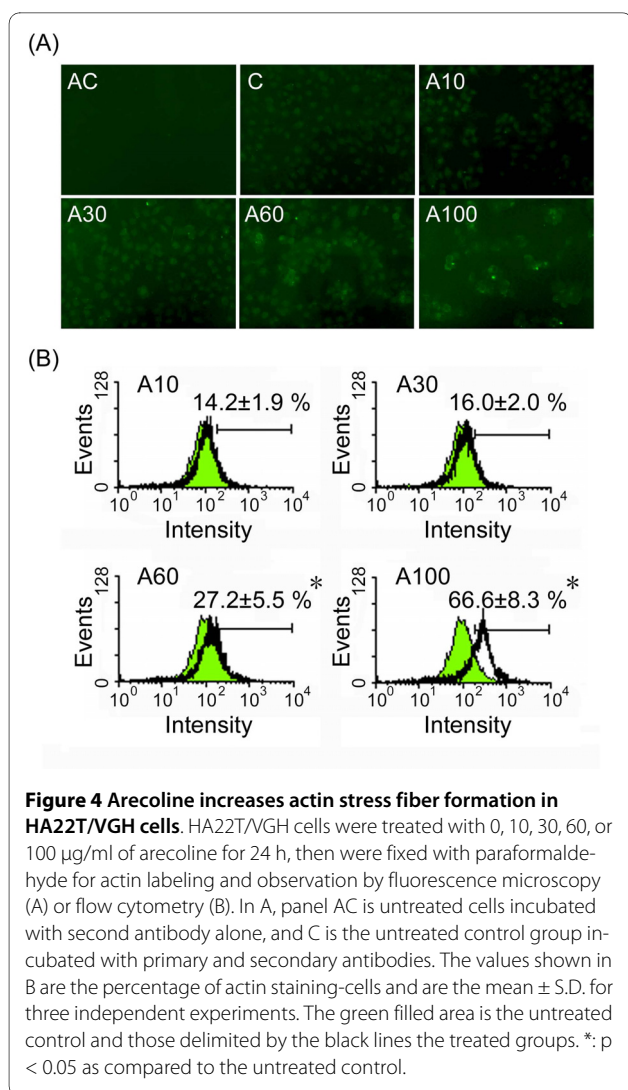 (A)
AC
C
A10
A30
A60
A100
(B)
A10
14.2±1.9 %
128
Events
0
10^0 10^1 10^2 10^3 10^4
Intensity
A30
16.0±2.0 %
128
Events
0
10^0 10^1 10^2 10^3 10^4
Intensity
A60
27.2±5.5 %*
128
Events
0
10^0 10^1 10^2 10^3 10^4
Intensity
A100
66.6±8.3 %*
128
Events
0
10^0 10^1 10^2 10^3 10^4
Intensity
Figure 4 Arecoline increases actin stress fiber formation in
HA22T/VGH cells. HA22T/VGH cells were treated with 0, 10, 30, 60, or
100 μg/ml of arecoline for 24 h, then were fixed with paraformalde-
hyde for actin labeling and observation by fluorescence microscopy
(A) or flow cytometry (B). In A, panel AC is untreated cells incubated
with second antibody alone, and C is the untreated control group in-
cubated with primary and secondary antibodies. The values shown in
B are the percentage of actin staining-cells and are the mean ± S.D. for
three independent experiments. The green filled area is the untreated
control and those delimited by the black lines the treated groups. *: p
< 0.05 as compared to the untreated control.